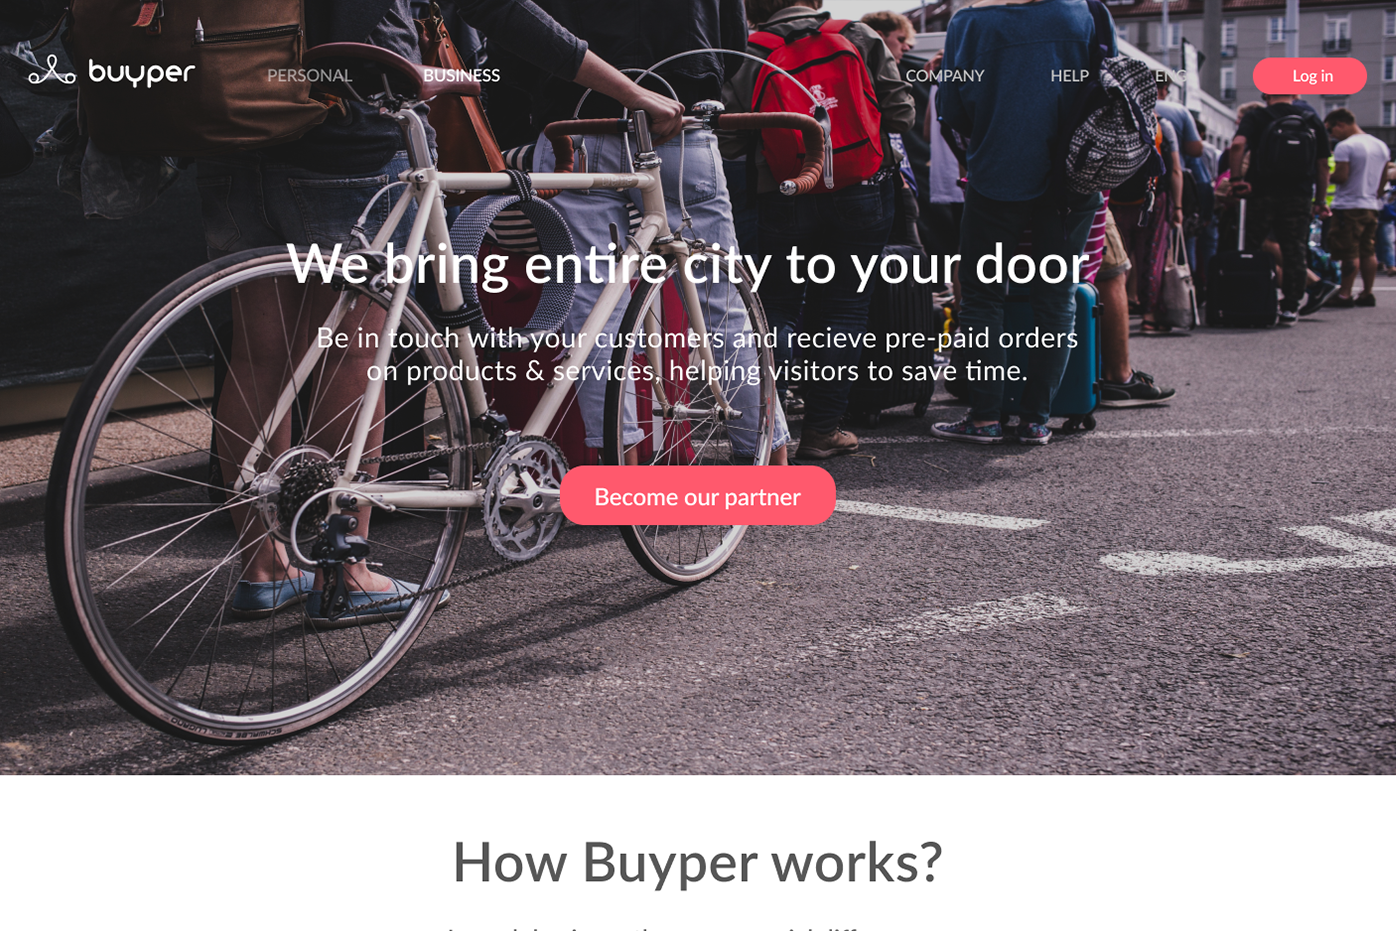 buyper
PERSONAL
BUSINESS
COMPANY
HELP
ENG
Log in
We bring entire city to your door
Be in touch with your customers and recieve pre-paid orders
on products & services, helping visitors to save time.
Become our partner
How Buyper works?